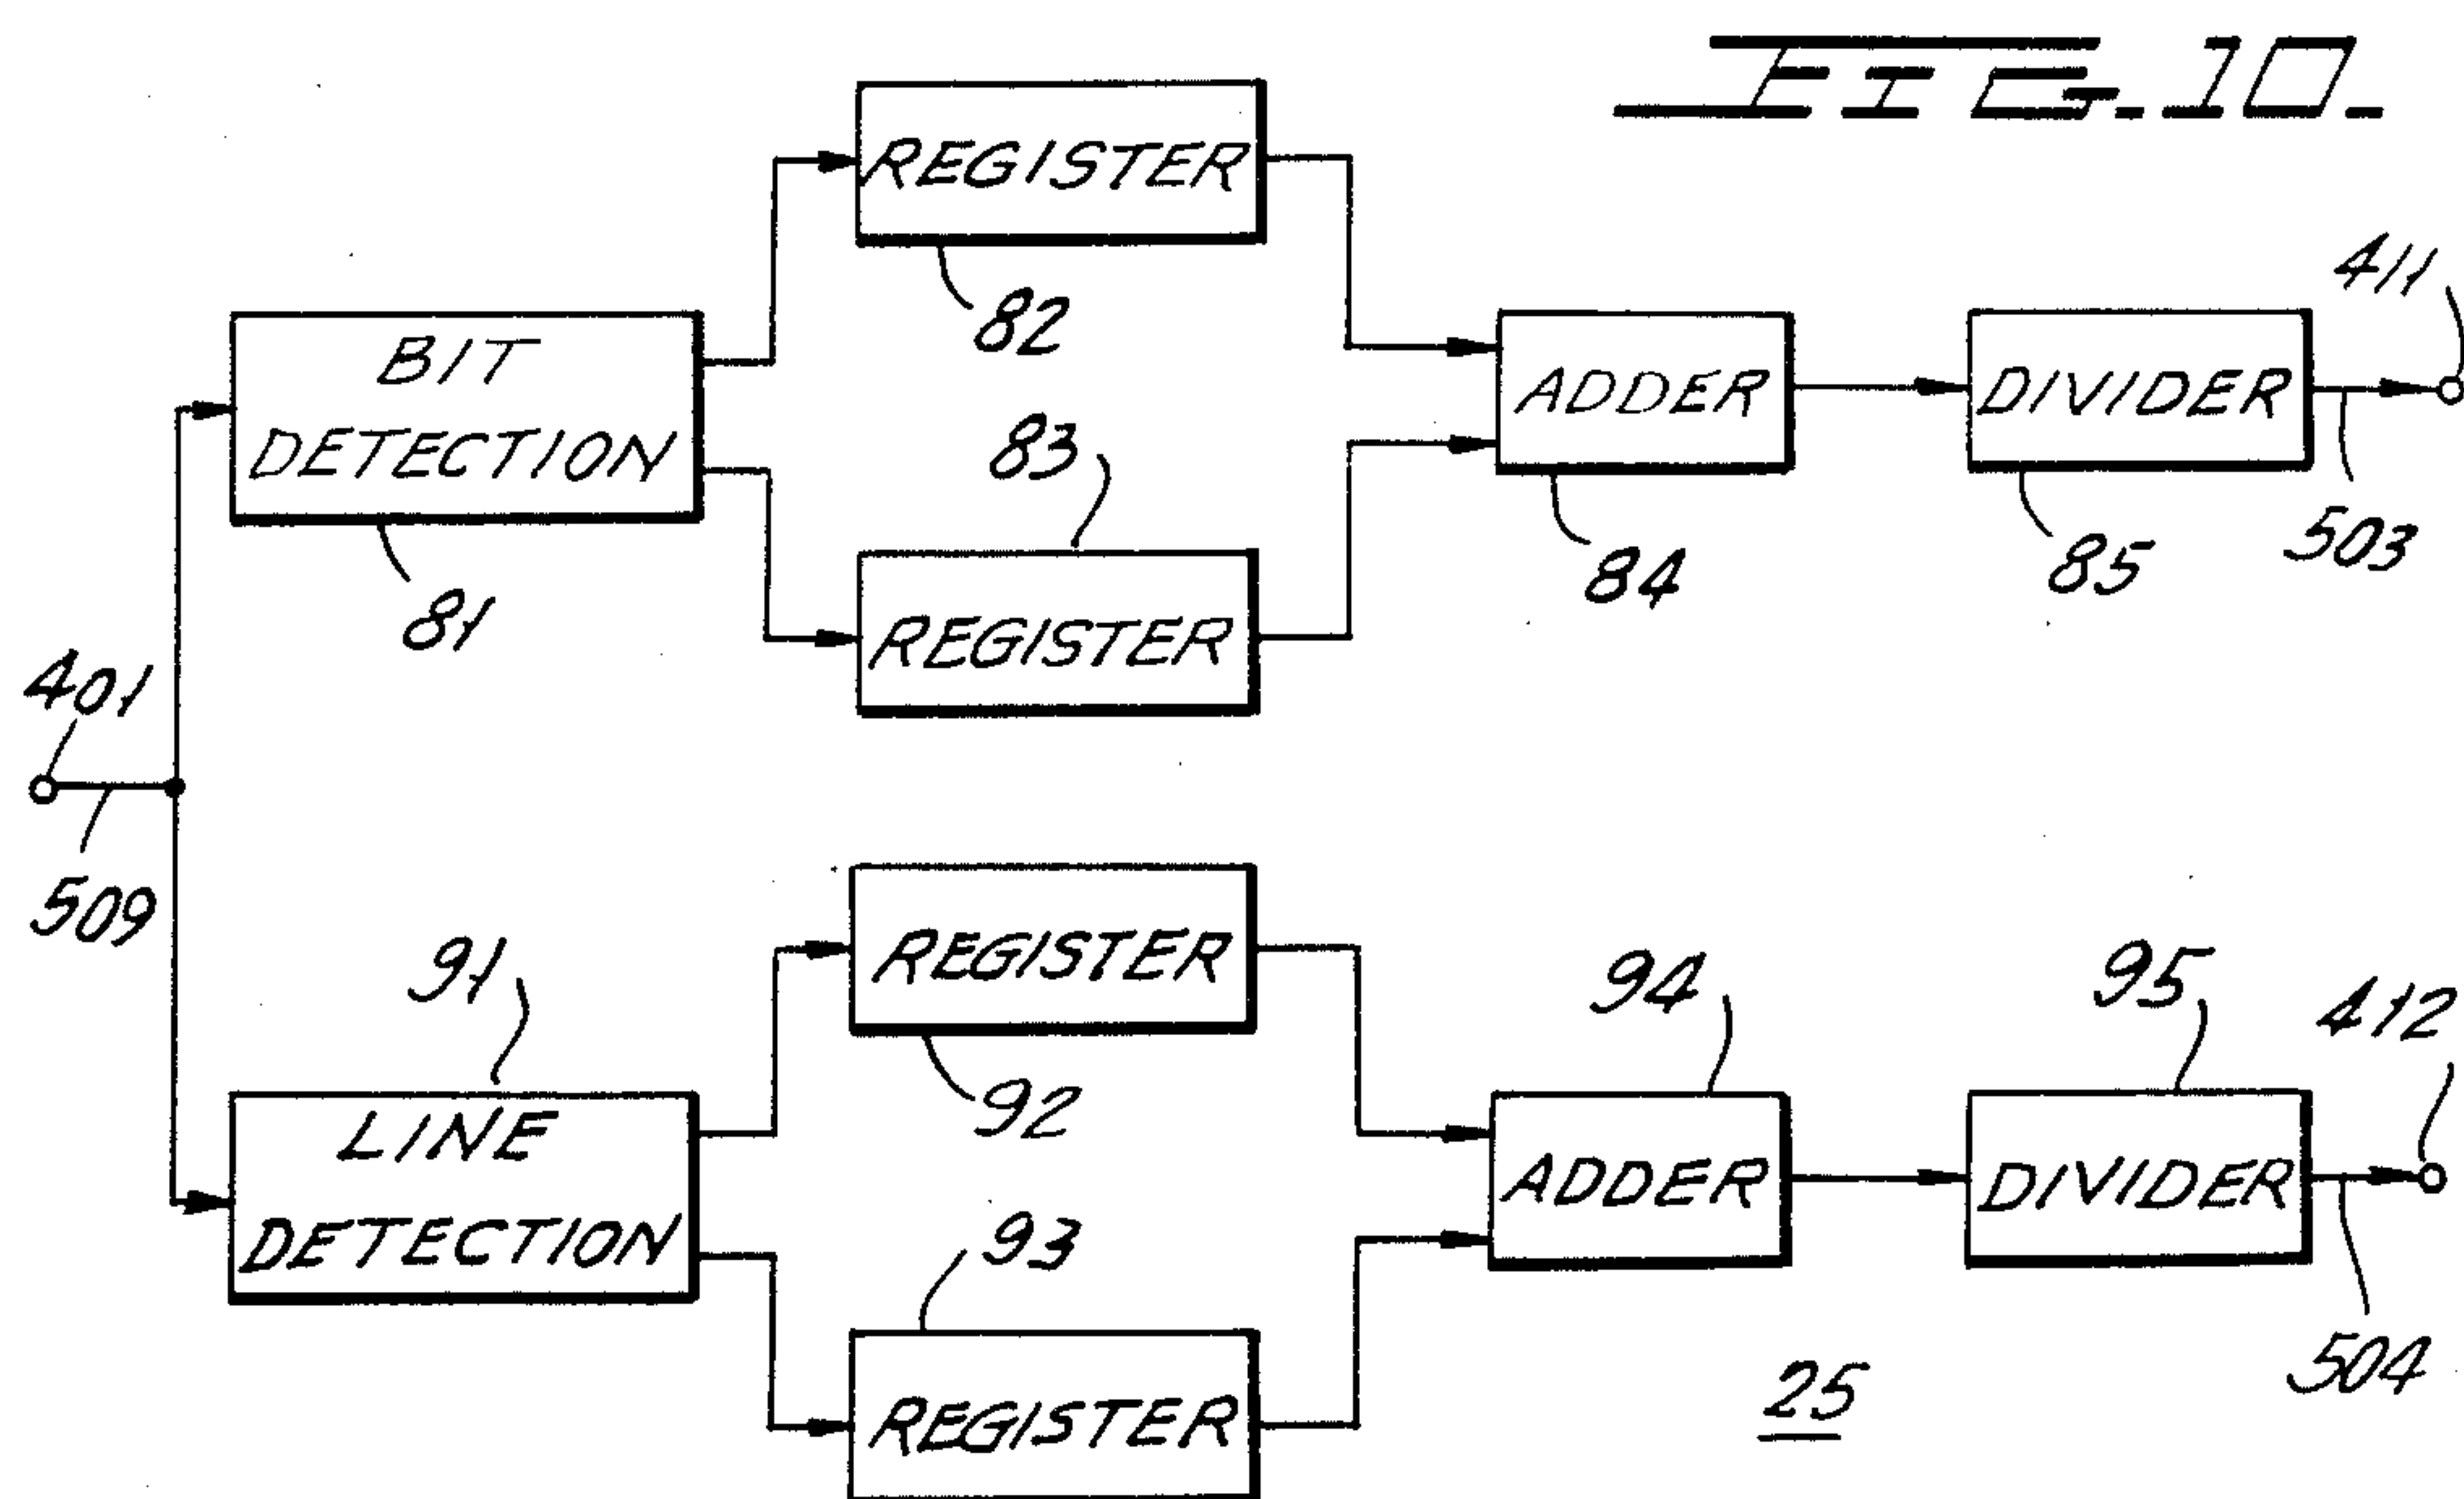 FIG. 10.
REGISTER
82
411
BIT
DETECTION
81
83
REGISTER
ADDER
84
DIVIDER
85
503
401
509
REGISTER
92
91
LINE
DETECTION
93
REGISTER
94
ADDER
95
DIVIDER
412
504
25